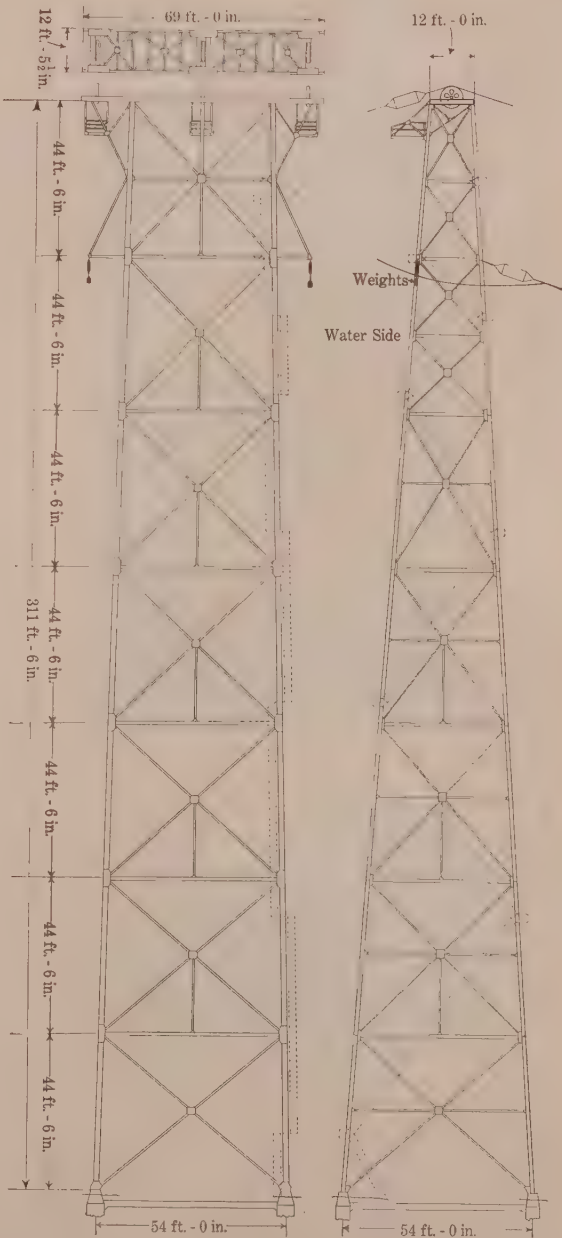 69 ft. - 0 in.
12 ft. - 5½ in.
12 ft. - 0 in.
44 ft. - 6 in.
44 ft. - 6 in.
44 ft. - 6 in.
44 ft. - 6 in.
44 ft. - 6 in.
44 ft. - 6 in.
44 ft. - 6 in.
311 ft. - 6 in.
Weights
Water Side
54 ft. - 0 in.
54 ft. - 0 in.